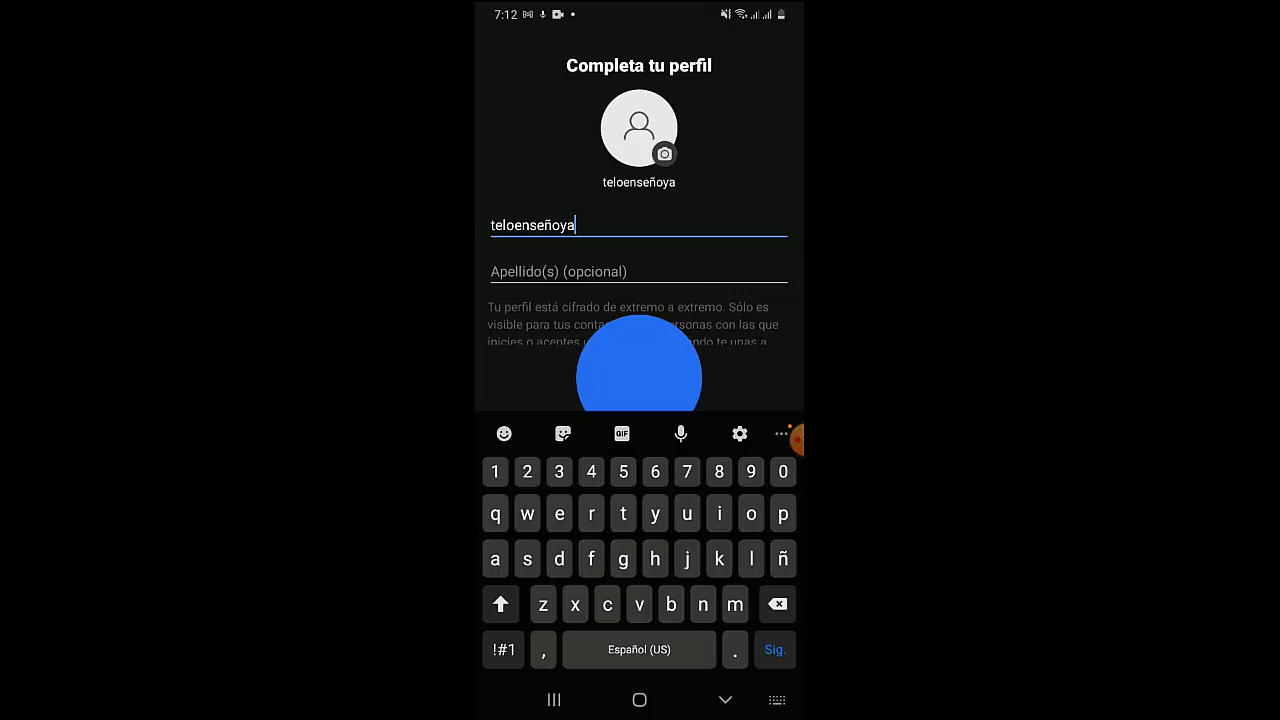 7:12
Completa tu perfil
teloenseñoya
teloenseñoya
Apellido(s) (opcional)
Tu perfil está cifrado de extremo a extremo. Sólo es
visible para tus conta rsonas con las que
inicies o aceptes u ndo te unas a
GIF
1 2 3 4 5 6 7 8 9 0
q w e r t y u i o p
a s d f g h j k l ñ
z x c v b n m
!#1 , Español (US) . Sig.